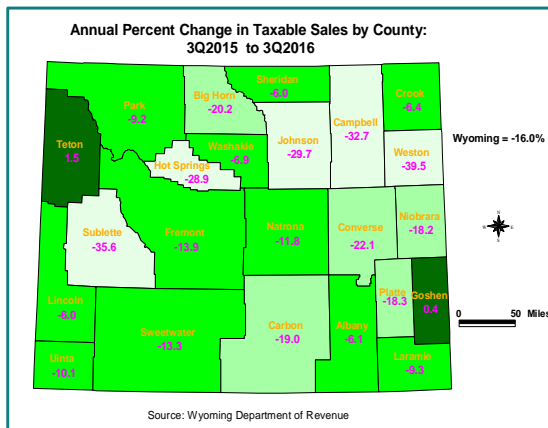 Annual Percent Change in Taxable Sales by County:
3Q2015 to 3Q2016
Sheridan
-6.0
Big Horn
-20.2
Park
-9.2
Crook
-6.4
Campbell
-32.7
Teton
1.5
Washakie
-6.9
Johnson
-29.7
Wyoming = -16.0%
Weston
-39.5
Hot Springs
-28.9
Niobrara
-18.2
Sublette
-35.6
Fremont
-13.9
Natrona
-11.8
Converse
-22.1
N
W E
S
Lincoln
-6.0
Platte
-18.3
Goshen
0.4
0 50 Miles
Sweetwater
-13.3
Carbon
-19.0
Albany
-6.1
Uinta
-10.1
Laramie
-9.3
Source: Wyoming Department of Revenue